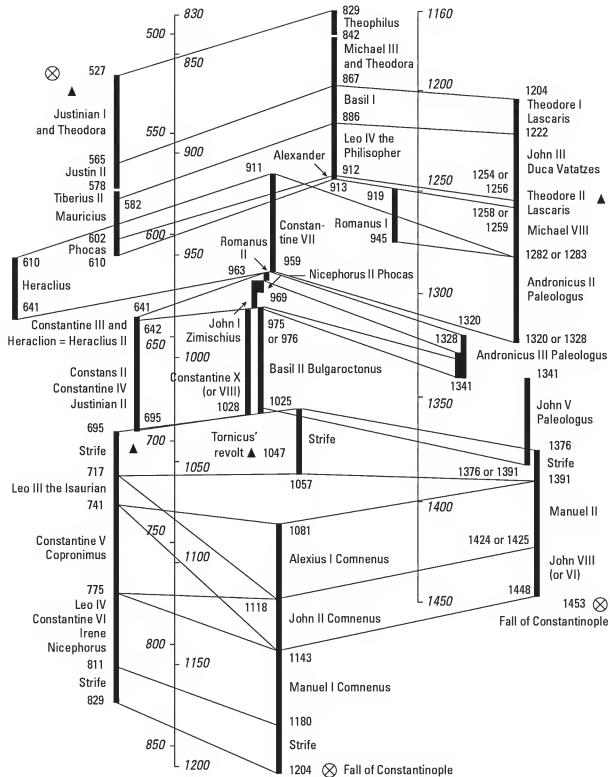 830
829
1160
500
Theophilus
842
850
Michael III
and Theodora
527
867
1200
1204
Theodore I
Lascaris
Justinian I
and Theodora
Basil I
886
1222
550
565
Justin II
900
Leo IV the
Philisopher
John III
Duca Vatatzes
578
Alexander
912
913
911
1254 or
1256
Tiberius II
582
Mauricius
919
1250
Theodore II
Lascaris
1258 or
1259
602
Phocas
610
600
Romanus I
945
Constan-
tine VII
Michael VIII
610
950
Romanus
II
959
1282 or 1283
Heraclius
963
Nicephorus II Phocas
Andronicus II
Paleologus
641
641
969
1300
1320
1320 or 1328
Constantine III and
Heraclion = Heraclius II
642
650
John I
Zimischius
975
or 976
1328
Andronicus III Paleologus
1000
1341
1341
Constans II
Constantine IV
Justinian II
Constantine X
(or VIII)
Basil II Bulgaroctonus
1028
1025
1350
John V
Paleologus
695
695
700
Tornicus'
revolt
1047
Strife
1376
Strife
Strife
717
1050
1057
1376 or 1391
1391
Leo III the Isaurian
741
1400
Manuel II
750
1081
1424 or 1425
Constantine V
Copronimus
1100
Alexius I Comnenus
John VIII
(or VI)
775
1118
1450
1448
1453
Fall of Constantinople
Leo IV
Constantine VI
Irene
Nicephorus
John II Comnenus
800
1143
1150
811
Manuel I Comnenus
Strife
829
1180
Strife
850
1200
1204
Fall of Constantinople